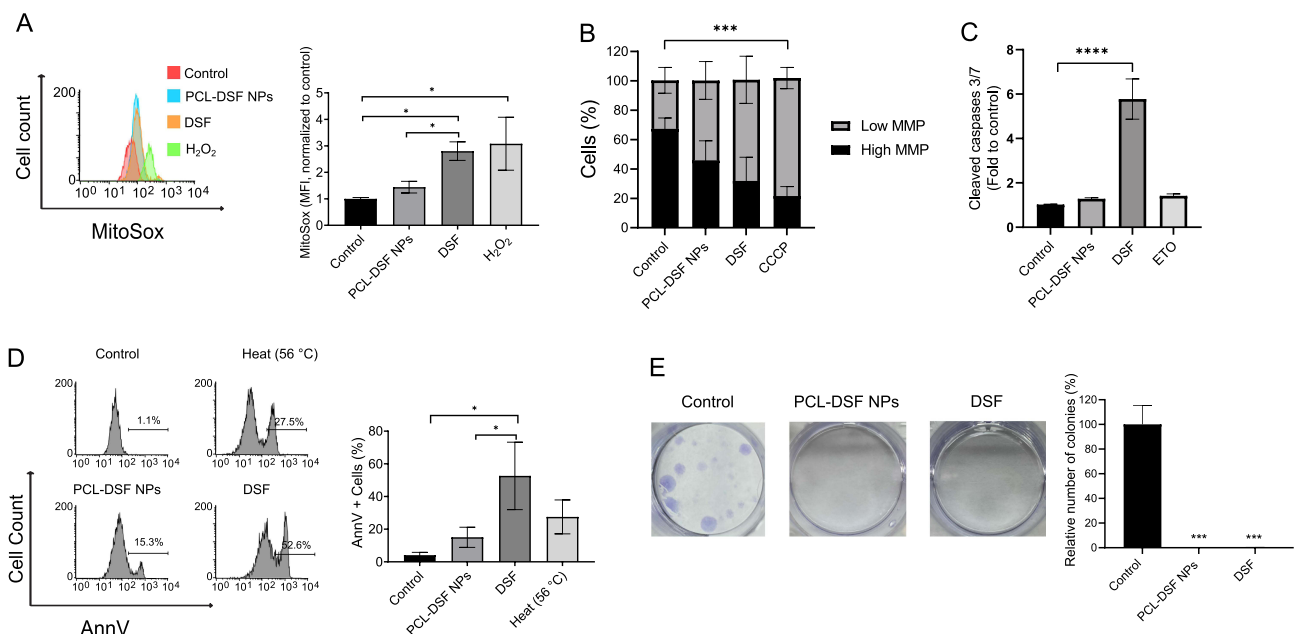 A
Control
PCL-DSF NPs
DSF
H₂O₂
200
0
Cell count
10⁰ 10¹ 10² 10³ 10⁴
MitoSox
5
4
3
2
1
0
MitoSox (MFI, normalized to control)
*
*
*
Control
PCL-DSF NPs
DSF
H₂O₂
B
***
120
100
80
60
40
20
0
Cells (%)
Low MMP
High MMP
Control
PCL-DSF NPs
DSF
CCCP
C
****
8
6
4
2
0
Cleaved caspases 3/7
(Fold to control)
Control
PCL-DSF NPs
DSF
ETO
D
Control
200
0
1.1%
10⁰ 10¹ 10² 10³ 10⁴
Heat (56 °C)
200
0
27.5%
10⁰ 10¹ 10² 10³ 10⁴
PCL-DSF NPs
200
0
15.3%
10⁰ 10¹ 10² 10³ 10⁴
DSF
200
0
52.6%
10⁰ 10¹ 10² 10³ 10⁴
Cell Count
AnnV
*
*
80
60
40
20
0
AnnV + Cells (%)
Control
PCL-DSF NPs
DSF
Heat (56 °C)
E
Control
PCL-DSF NPs
DSF
120
100
80
60
40
20
0
Relative number of colonies (%)
***
***
Control
PCL-DSF NPs
DSF